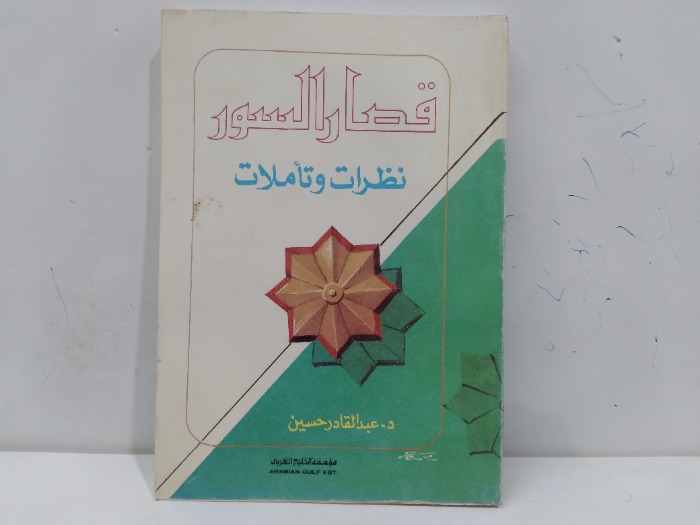 قصار السور
نظرات وتأملات
د. عبدالقادر حسين
مؤسسة الخليج العربي
ARABIAN GULF EST.